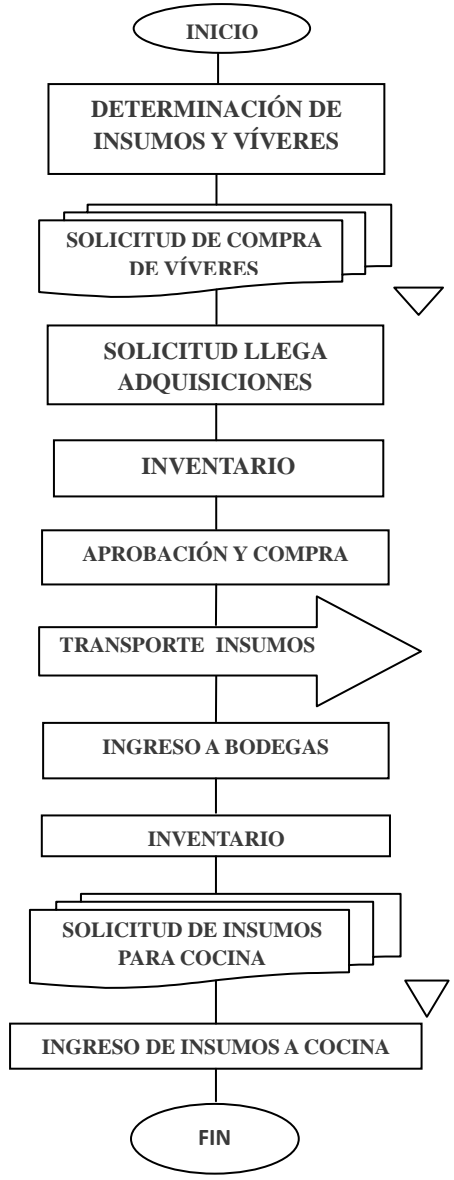 INICIO
DETERMINACIÓN DE
INSUMOS Y VÍVERES
SOLICITUD DE COMPRA
DE VÍVERES
SOLICITUD LLEGA
ADQUISICIONES
INVENTARIO
APROBACIÓN Y COMPRA
TRANSPORTE INSUMOS
INGRESO A BODEGAS
INVENTARIO
SOLICITUD DE INSUMOS
PARA COCINA
INGRESO DE INSUMOS A COCINA
FIN